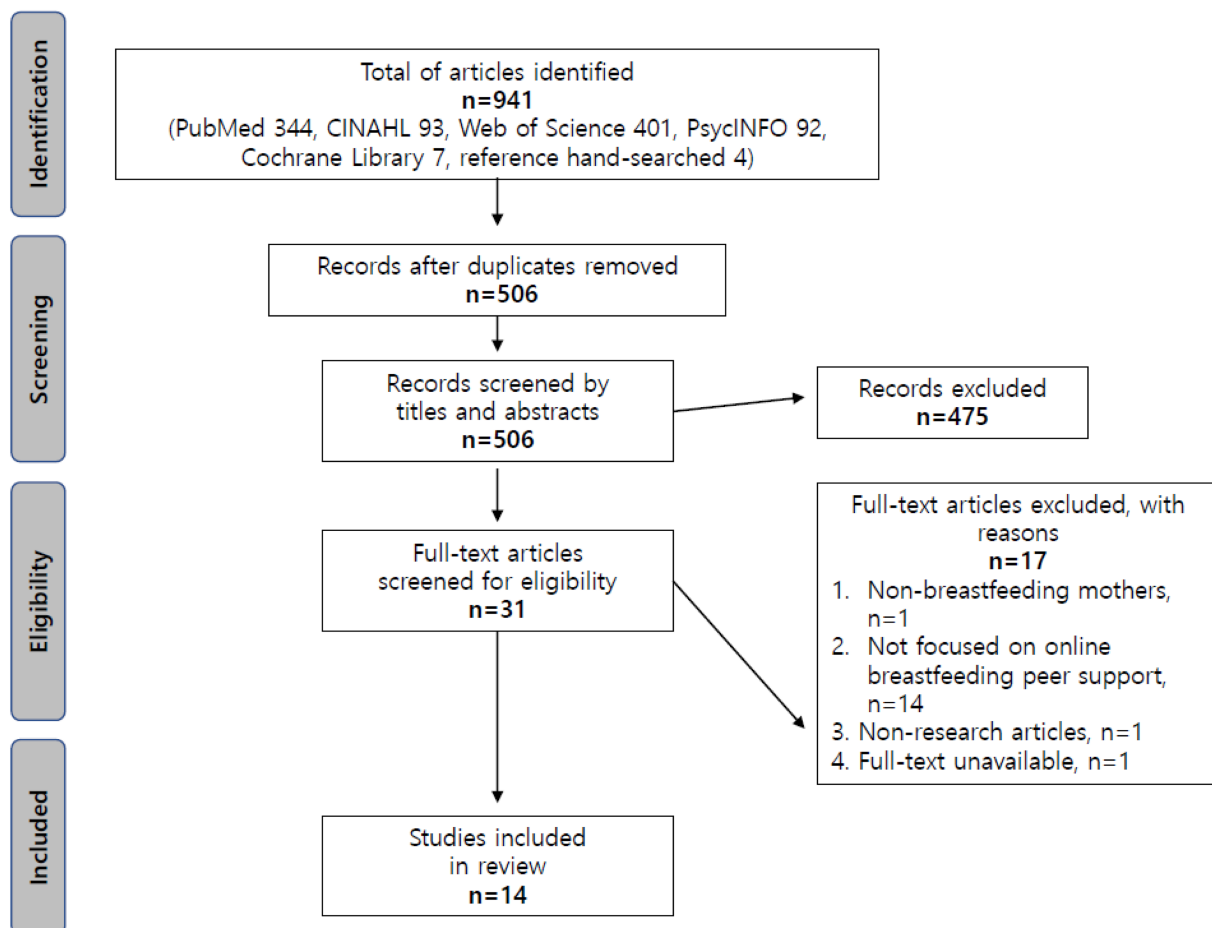 Identification
Total of articles identified
n=941
(PubMed 344, CINAHL 93, Web of Science 401, PsycINFO 92,
Cochrane Library 7, reference hand-searched 4)
Screening
Records after duplicates removed
n=506
Records screened by
titles and abstracts
n=506
Records excluded
n=475
Eligibility
Full-text articles
screened for eligibility
n=31
Full-text articles excluded, with
reasons
n=17
1. Non-breastfeeding mothers,
n=1
2. Not focused on online
breastfeeding peer support,
n=14
3. Non-research articles, n=1
4. Full-text unavailable, n=1
Included
Studies included
in review
n=14